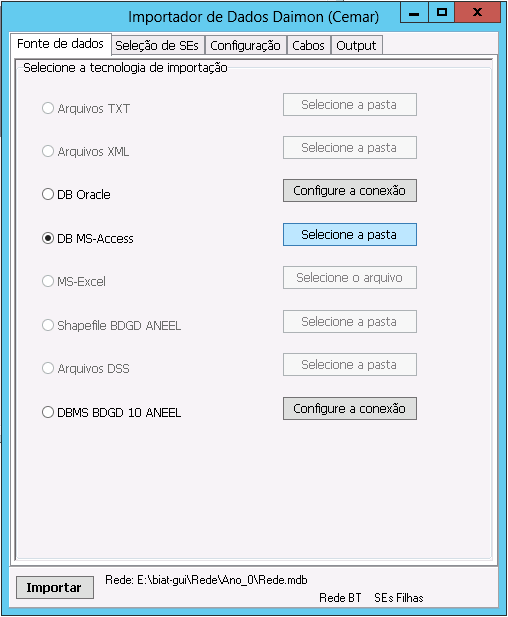 Importador de Dados Daimon (Cemar)
X
Fonte de dados Seleção de SEs Configuração Cabos Output
Selecione a tecnologia de importação
Arquivos TXT Selecione a pasta
Arquivos XML Selecione a pasta
DB Oracle Configure a conexão
DB MS-Access Selecione a pasta
MS-Excel Selecione o arquivo
Shapefile BDGD ANEEL Selecione a pasta
Arquivos DSS Selecione a pasta
DBMS BDGD 10 ANEEL Configure a conexão
Importar Rede: E:\biat-gui\Rede\Ano_0\Rede.mdb
Rede BT SEs Filhas